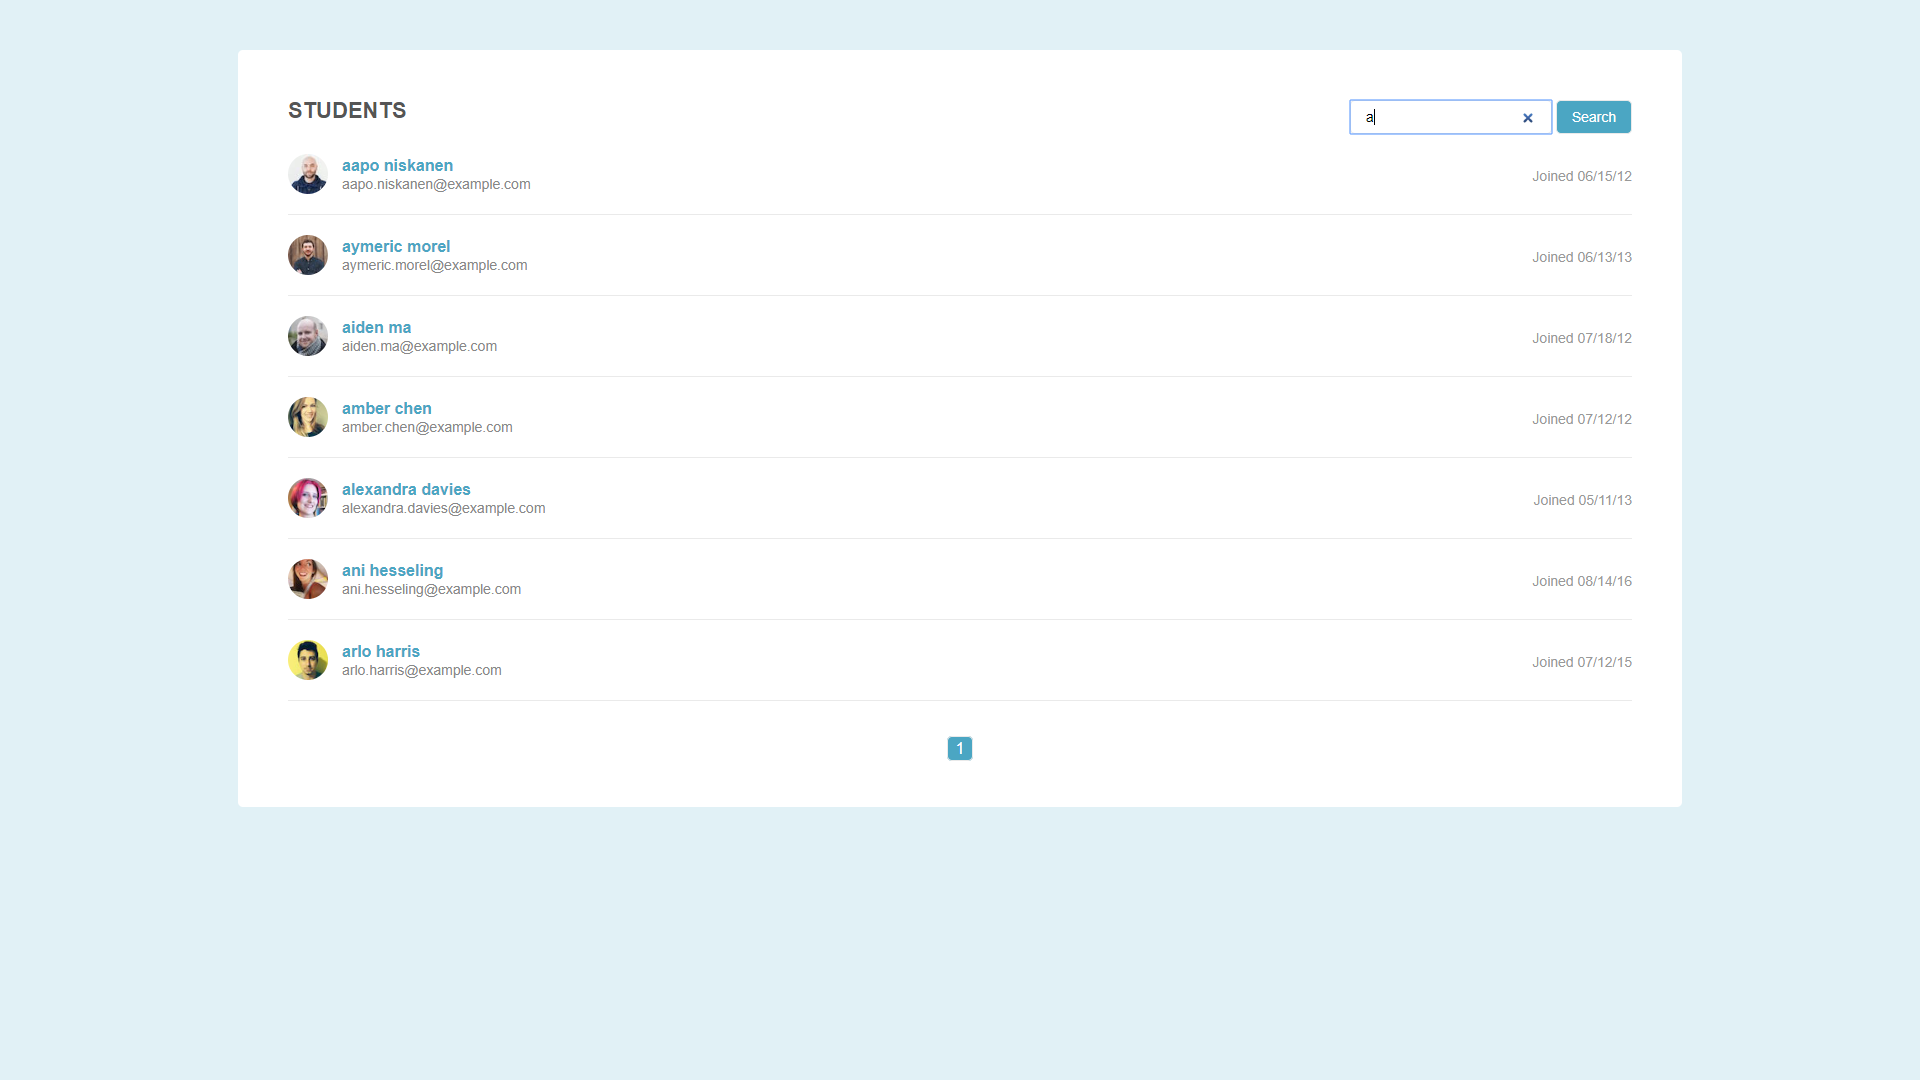 STUDENTS
a
Search
aapo niskanen
aapo.niskanen@example.com
Joined 06/15/12
aymeric morel
aymeric.morel@example.com
Joined 06/13/13
aiden ma
aiden.ma@example.com
Joined 07/18/12
amber chen
amber.chen@example.com
Joined 07/12/12
alexandra davies
alexandra.davies@example.com
Joined 05/11/13
ani hesseling
ani.hesseling@example.com
Joined 08/14/16
arlo harris
arlo.harris@example.com
Joined 07/12/15
1